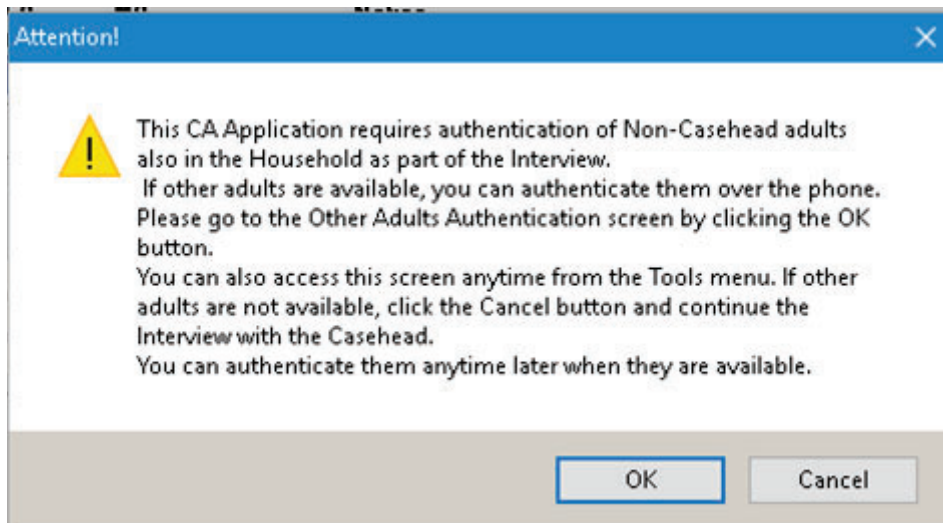 Attention!
This CA Application requires authentication of Non-Casehead adults
also in the Household as part of the Interview.
If other adults are available, you can authenticate them over the phone.
Please go to the Other Adults Authentication screen by clicking the OK
button.
You can also access this screen anytime from the Tools menu. If other
adults are not available, click the Cancel button and continue the
Interview with the Casehead.
You can authenticate them anytime later when they are available.
OK
Cancel